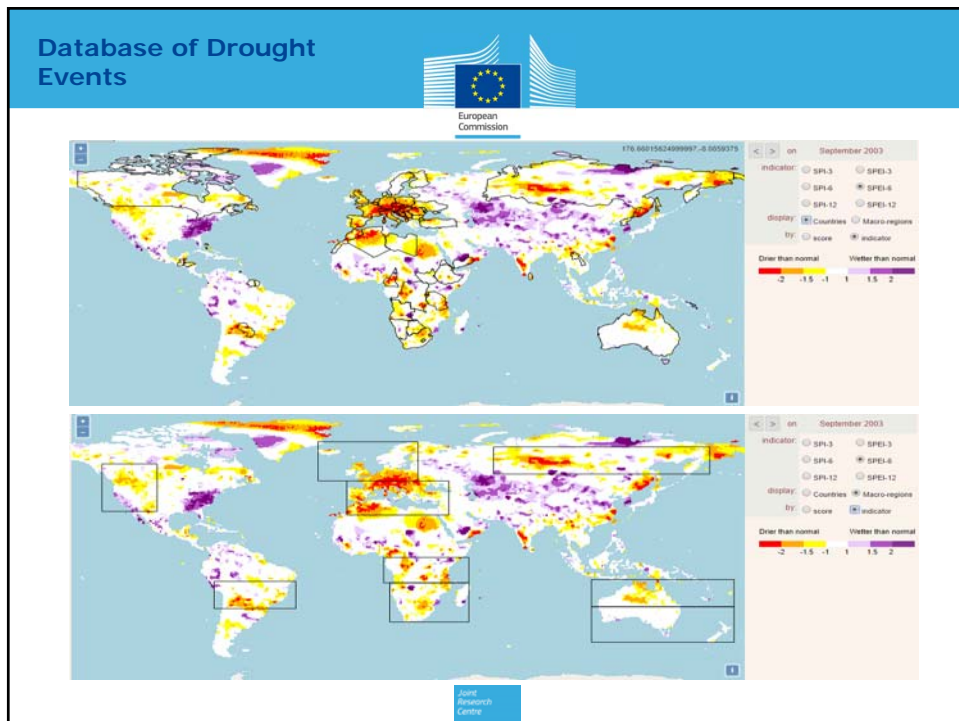 Database of Drought
Events
European
Commission
+
-
176.66015624999997,-8.0059375
< > on September 2003
indicator: SPI-3 SPEI-3
SPI-6 SPEI-6
SPI-12 SPEI-12
display: Countries Macro-regions
by: score indicator
Drier than normal Wetter than normal
-2 -1.5 -1 1 1.5 2
+
-
< > on September 2003
indicator: SPI-3 SPEI-3
SPI-6 SPEI-6
SPI-12 SPEI-12
display: Countries Macro-regions
by: score indicator
Drier than normal Wetter than normal
-2 -1.5 -1 1 1.5 2
Joint
Research
Centre